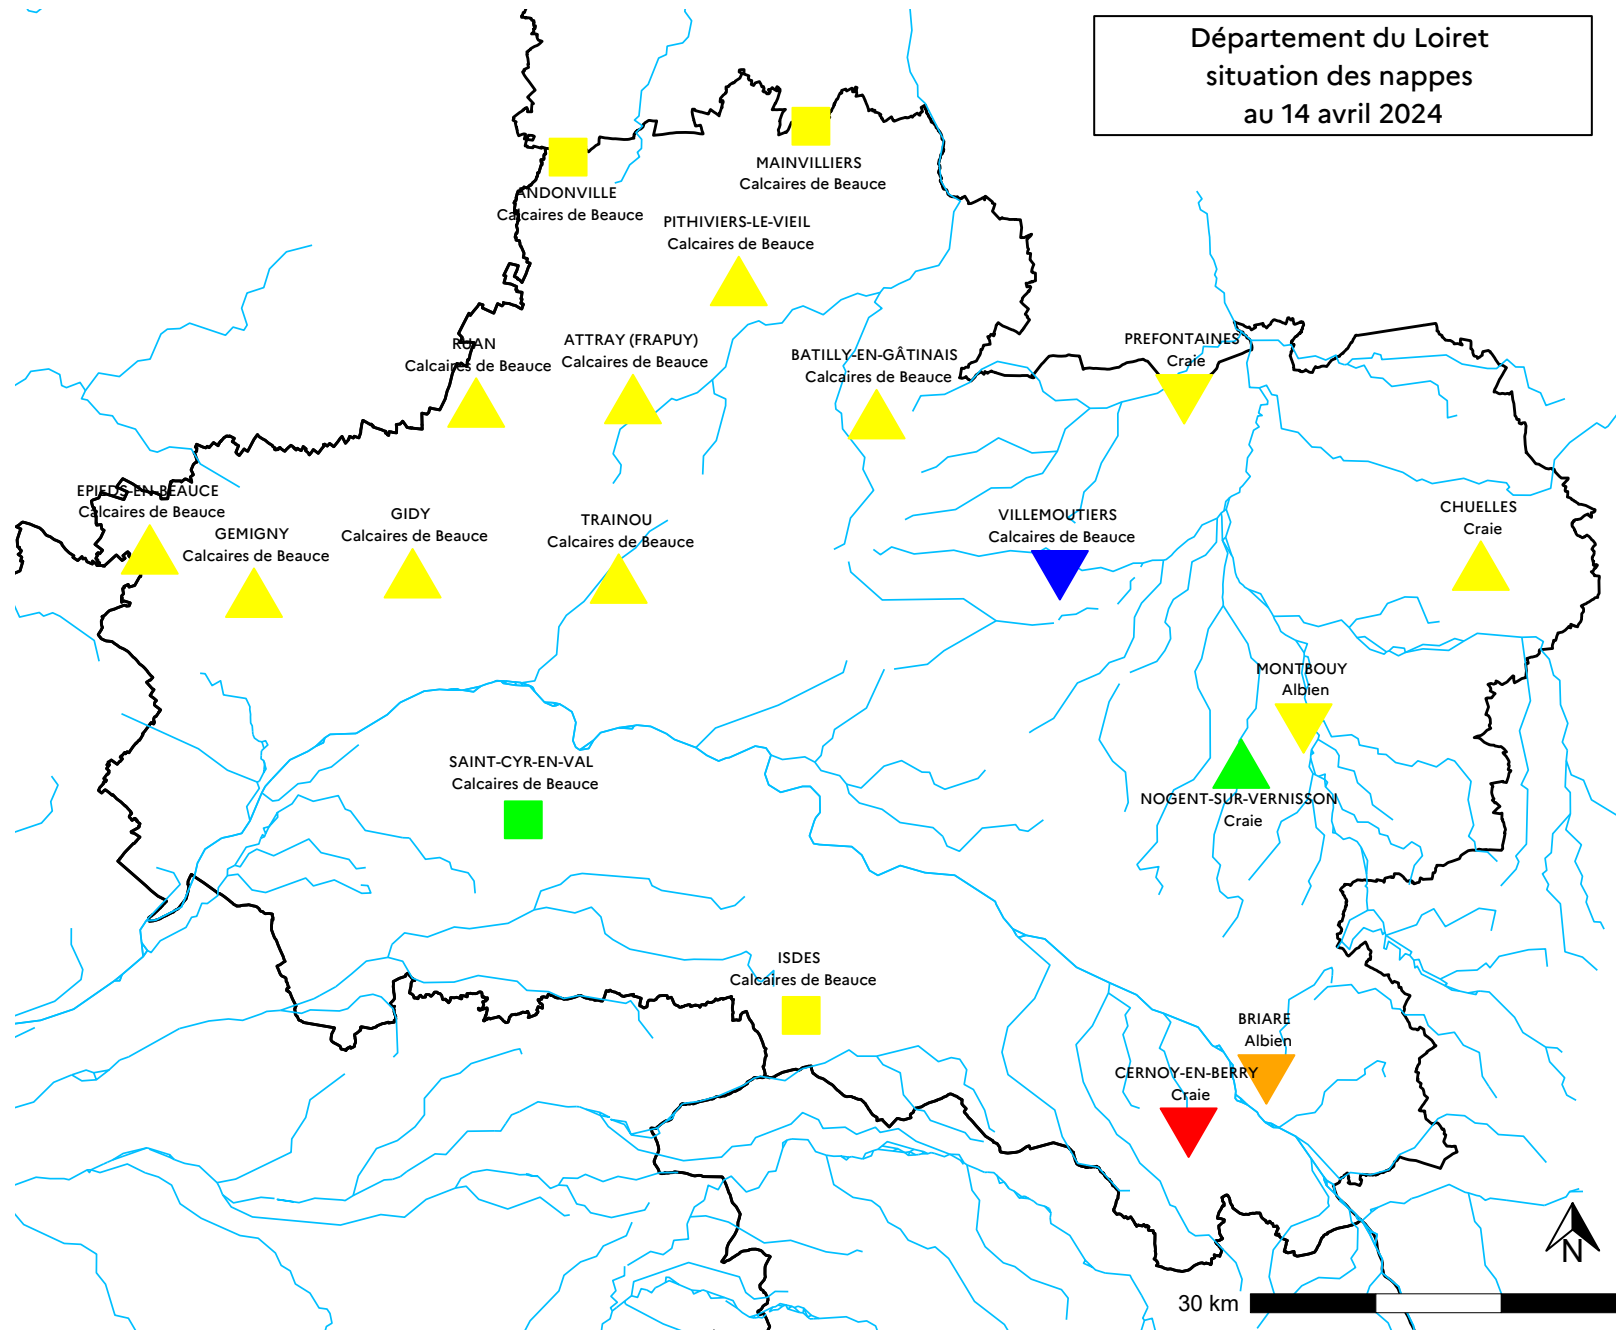 Département du Loiret
situation des nappes
au 14 avril 2024
MAINVILLIERS
Calcaires de Beauce
ANDONVILLE
Calcaires de Beauce
PITHIVIERS-LE-VIEIL
Calcaires de Beauce
RUAN
Calcaires de Beauce
ATTRAY (FRAPUY)
Calcaires de Beauce
BATILLY-EN-GÂTINAIS
Calcaires de Beauce
PREFONTAINES
Craie
EPIEDS-EN-BEAUCE
Calcaires de Beauce
GEMIGNY
Calcaires de Beauce
GIDY
Calcaires de Beauce
TRAINOU
Calcaires de Beauce
VILLEMOUTIERS
Calcaires de Beauce
CHUELLES
Craie
MONTBOUY
Albien
SAINT-CYR-EN-VAL
Calcaires de Beauce
NOGENT-SUR-VERNISSON
Craie
ISDES
Calcaires de Beauce
BRIARE
Albien
CERNOY-EN-BERRY
Craie
N
30 km